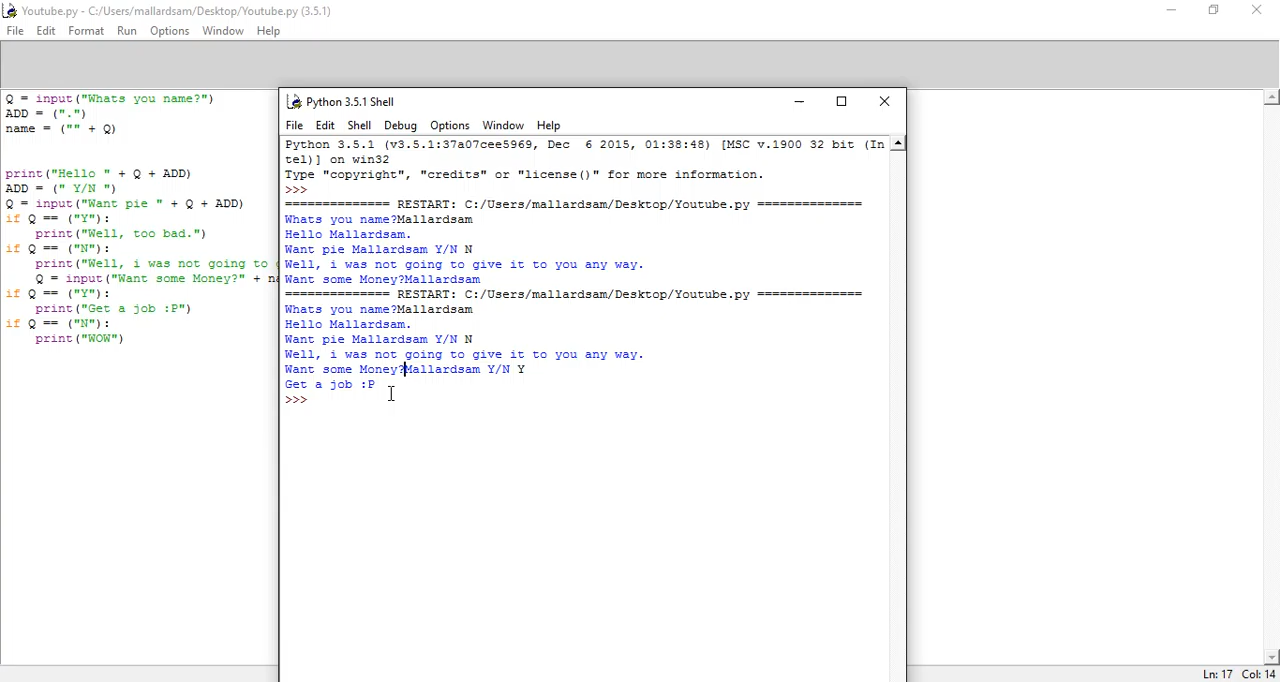 Youtube.py - C:/Users/mallardsam/Desktop/Youtube.py (3.5.1)
File Edit Format Run Options Window Help
Q = input("Whats you name?")
ADD = (".")
name = ("" + Q)
print("Hello " + Q + ADD)
ADD = (" Y/N ")
Q = input("Want pie " + Q + ADD)
if Q == ("Y"):
print("Well, too bad.")
if Q == ("N"):
print("Well, i was not going to
Q = input("Want some Money?" + na
if Q == ("Y"):
print("Get a job :P")
if Q == ("N"):
print("WOW")
Python 3.5.1 Shell
File Edit Shell Debug Options Window Help
Python 3.5.1 (v3.5.1:37a07cee5969, Dec  6 2015, 01:38:48) [MSC v.1900 32 bit (In
tel)] on win32
Type "copyright", "credits" or "license()" for more information.
>>>
============== RESTART: C:/Users/mallardsam/Desktop/Youtube.py ==============
Whats you name?Mallardsam
Hello Mallardsam.
Want pie Mallardsam Y/N N
Well, i was not going to give it to you any way.
Want some Money?Mallardsam
============== RESTART: C:/Users/mallardsam/Desktop/Youtube.py ==============
Whats you name?Mallardsam
Hello Mallardsam.
Want pie Mallardsam Y/N N
Well, i was not going to give it to you any way.
Want some Money?Mallardsam Y/N Y
Get a job :P
>>>
Ln: 17 Col: 14